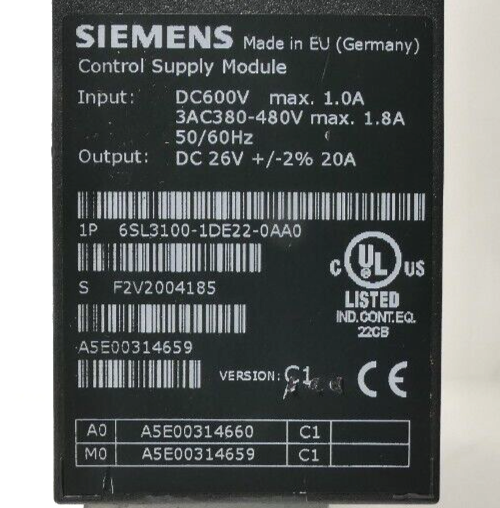 SIEMENS Made in EU (Germany)
Control Supply Module
Input: DC600V max. 1.0A
3AC380-480V max. 1.8A
50/60Hz
Output: DC 26V +/-2% 20A
1P 6SL3100-1DE22-0AA0
S F2V2004185
C UL US
LISTED
IND.CONT.EQ.
22GB
A5E00314659
VERSION: C1
CE
A0 A5E00314660 C1
M0 A5E00314659 C1